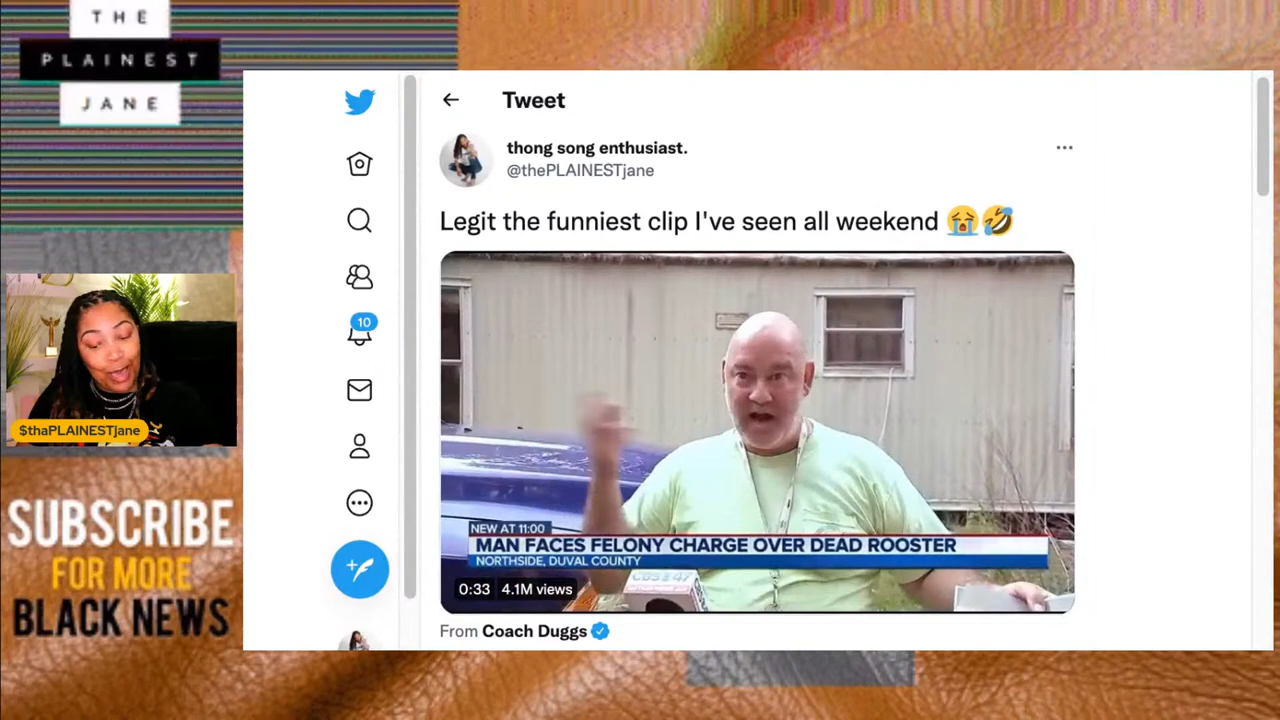 THE
PLAINEST
JANE
Tweet
thong song enthusiast.
@thePLAINESTjane
Legit the funniest clip I've seen all weekend 😭🤣
10
$thaPLAINESTjane
NEW AT 11:00
MAN FACES FELONY CHARGE OVER DEAD ROOSTER
NORTHSIDE, DUVAL COUNTY
CBS 47
0:33 4.1M views
From Coach Duggs
SUBSCRIBE
FOR MORE
BLACK NEWS